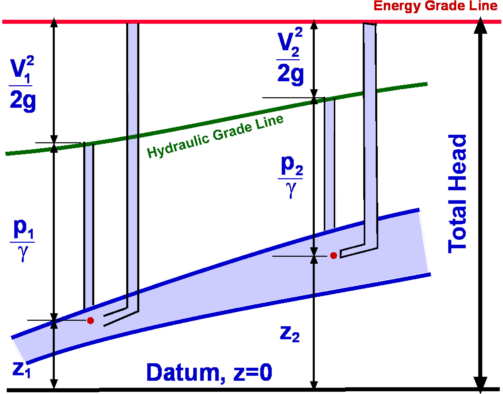 Energy Grade Line
V₁²
2g
V₂²
2g
Hydraulic Grade Line
p₁
γ
p₂
γ
Total Head
z₁
z₂
Datum, z=0